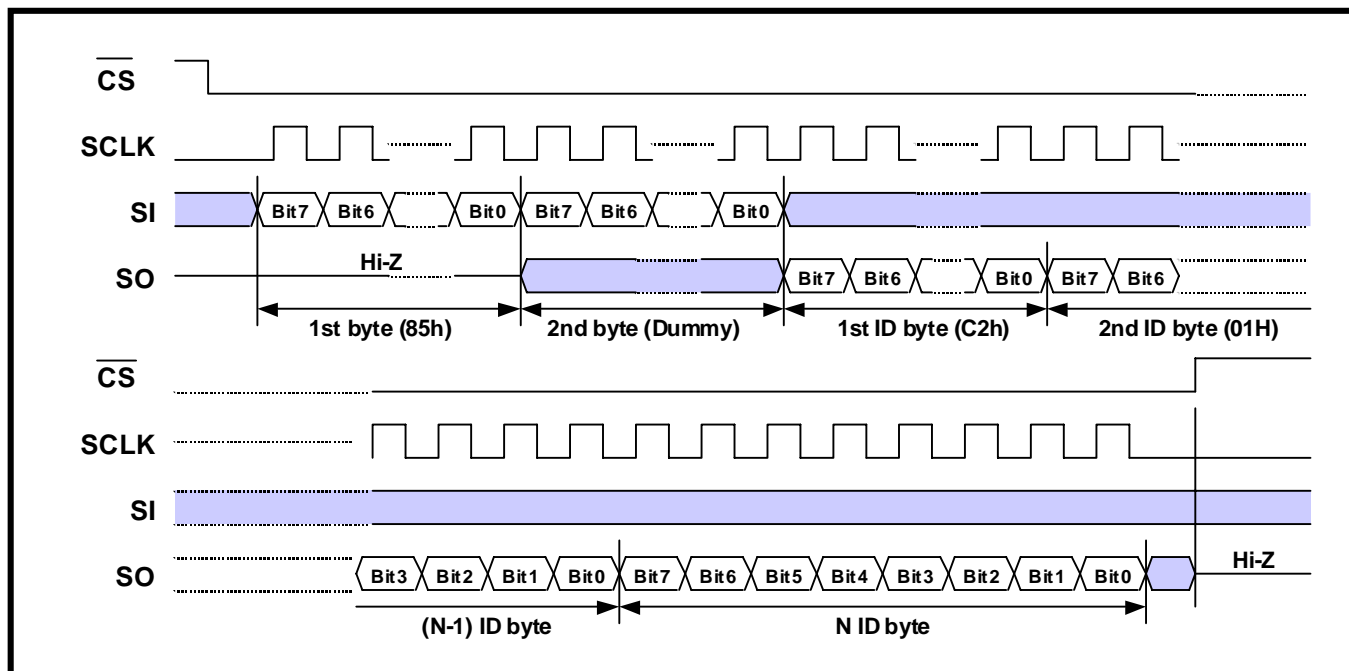 CS
SCLK
SI Bit7 Bit6 Bit0 Bit7 Bit6 Bit0
SO Hi-Z Bit7 Bit6 Bit0 Bit7 Bit6
1st byte (85h) 2nd byte (Dummy) 1st ID byte (C2h) 2nd ID byte (01H)
CS
SCLK
SI
SO Bit3 Bit2 Bit1 Bit0 Bit7 Bit6 Bit5 Bit4 Bit3 Bit2 Bit1 Bit0 Hi-Z
(N-1) ID byte N ID byte